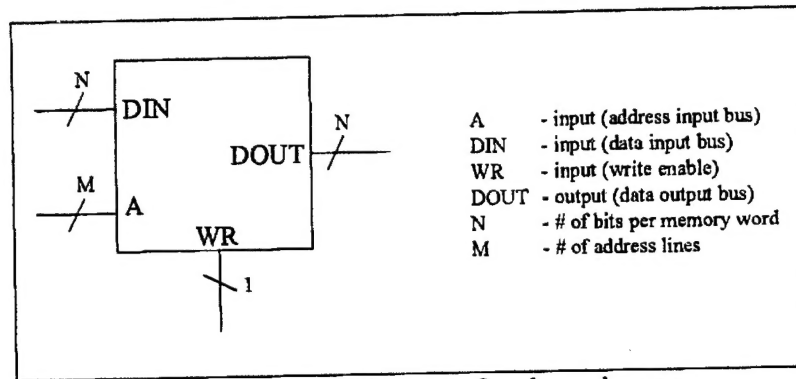 N
DIN
N
DOUT
M
A
WR
1
A - input (address input bus)
DIN - input (data input bus)
WR - input (write enable)
DOUT - output (data output bus)
N - # of bits per memory word
M - # of address lines